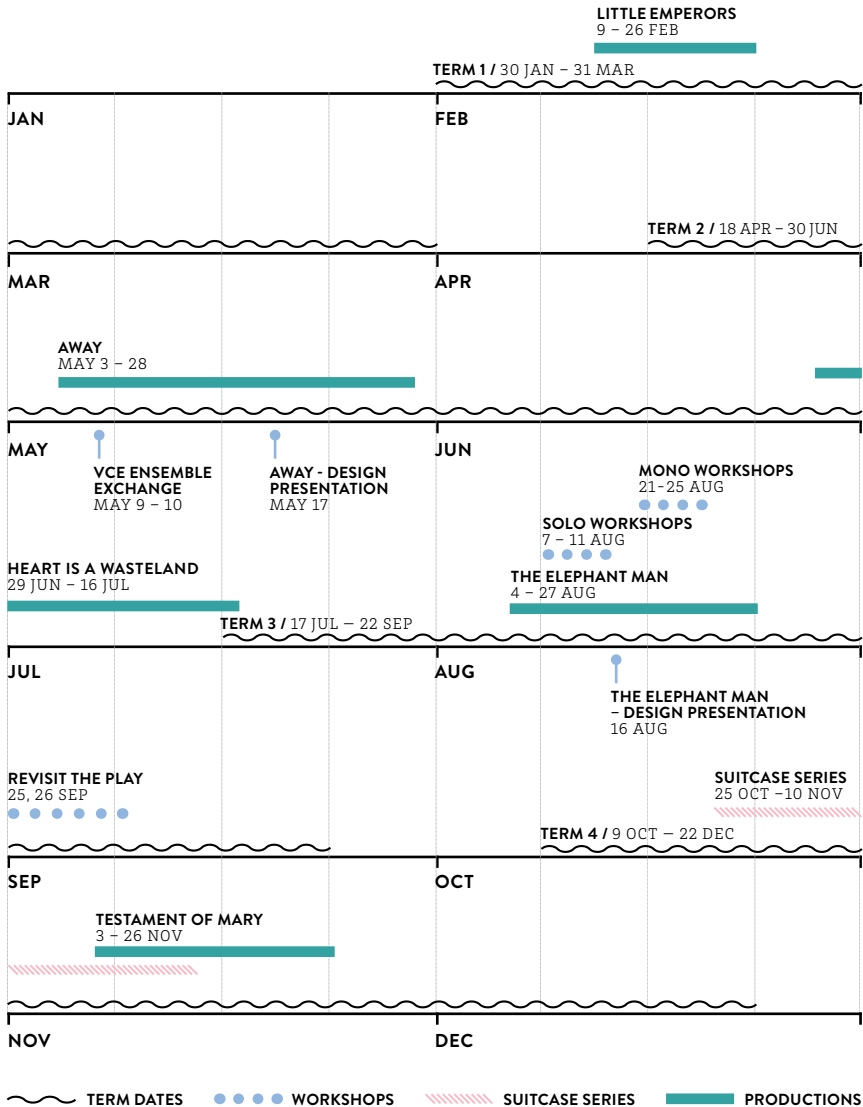 LITTLE EMPERORS
9 – 26 FEB
TERM 1 / 30 JAN – 31 MAR
JAN
FEB
TERM 2 / 18 APR – 30 JUN
MAR
APR
AWAY
MAY 3 – 28
MAY
JUN
VCE ENSEMBLE
EXCHANGE
MAY 9 – 10
AWAY - DESIGN
PRESENTATION
MAY 17
MONO WORKSHOPS
21-25 AUG
SOLO WORKSHOPS
7 – 11 AUG
HEART IS A WASTELAND
29 JUN – 16 JUL
THE ELEPHANT MAN
4 – 27 AUG
TERM 3 / 17 JUL – 22 SEP
JUL
AUG
THE ELEPHANT MAN
– DESIGN PRESENTATION
16 AUG
REVISIT THE PLAY
25, 26 SEP
SUITCASE SERIES
25 OCT –10 NOV
TERM 4 / 9 OCT – 22 DEC
SEP
OCT
TESTAMENT OF MARY
3 – 26 NOV
NOV
DEC
TERM DATES
WORKSHOPS
SUITCASE SERIES
PRODUCTIONS